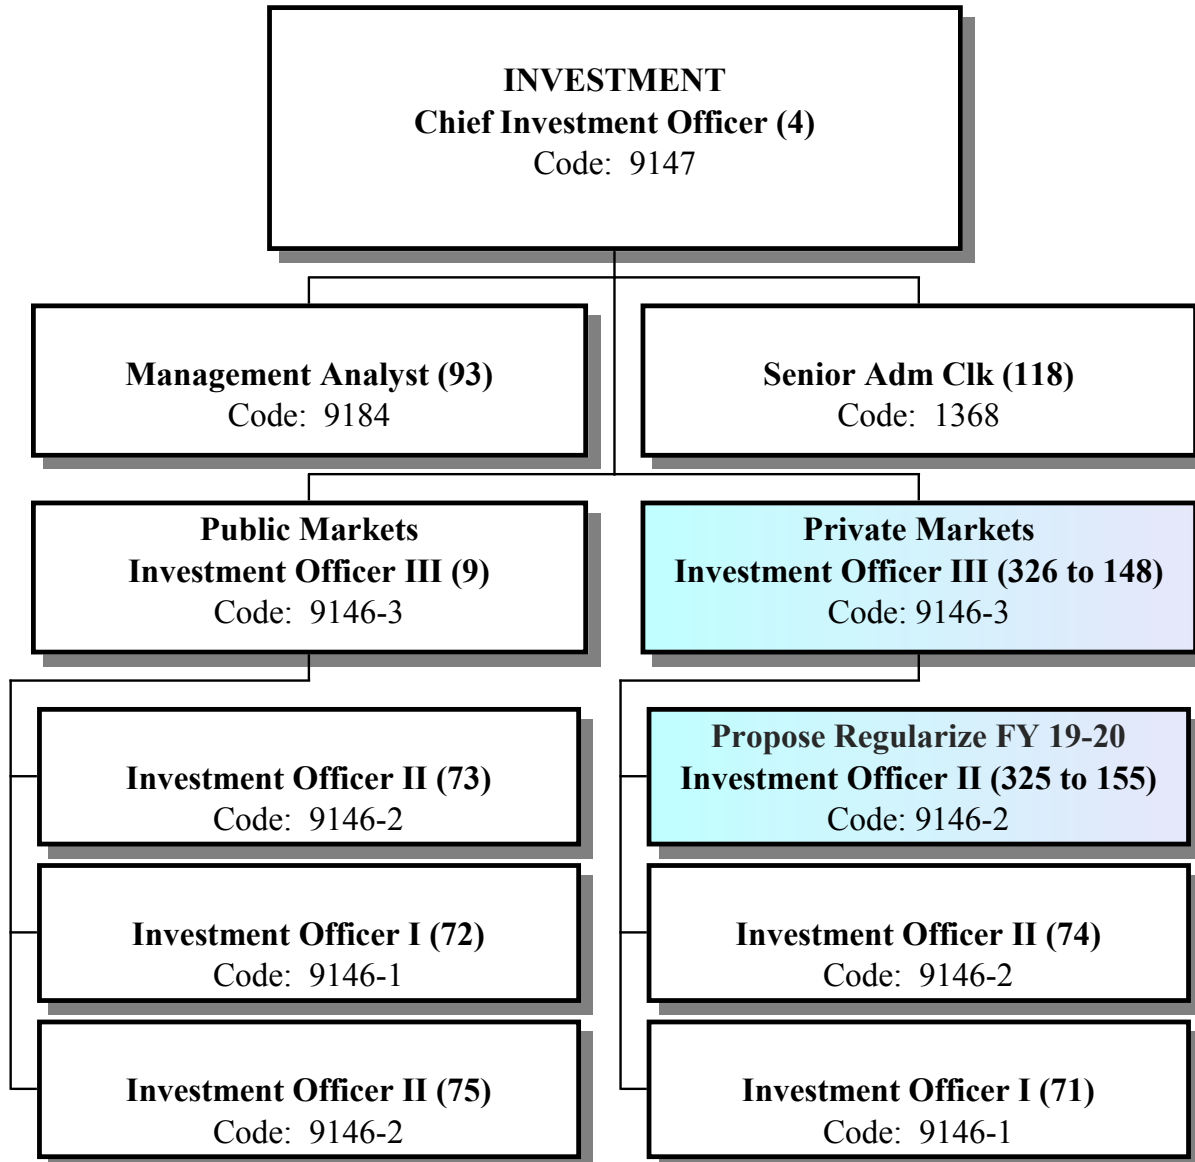 INVESTMENT
Chief Investment Officer (4)
Code:  9147
Management Analyst (93)
Code:  9184
Senior Adm Clk (118)
Code:  1368
Public Markets
Investment Officer III (9)
Code:  9146-3
Private Markets
Investment Officer III (326 to 148)
Code: 9146-3
Investment Officer II (73)
Code:  9146-2
Investment Officer I (72)
Code:  9146-1
Investment Officer II (75)
Code:  9146-2
Propose Regularize FY 19-20
Investment Officer II (325 to 155)
Code: 9146-2
Investment Officer II (74)
Code:  9146-2
Investment Officer I (71)
Code:  9146-1